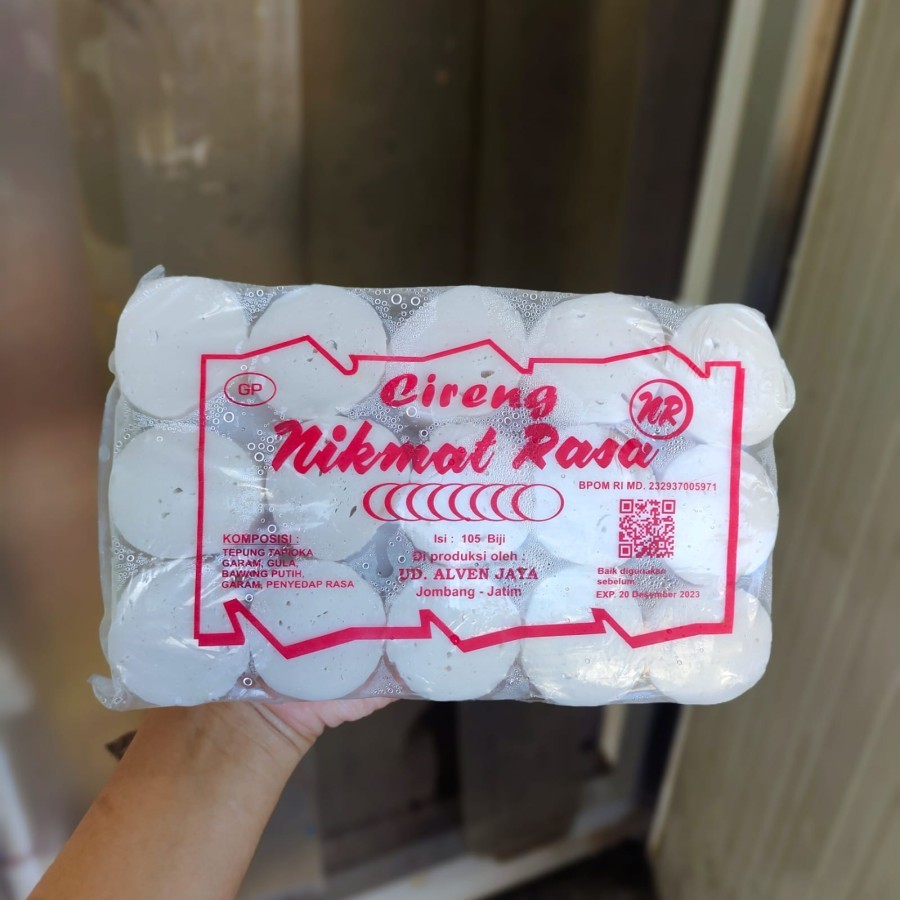 GP
Cireng
NR
Nikmat Rasa
BPOM RI MD. 232937005971
KOMPOSISI :
TEPUNG TAPIOKA
GARAM, GULA,
BAWANG PUTIH,
GARAM, PENYEDAP RASA
Isi : 105 Biji
Di produksi oleh :
UD. ALVEN JAYA
Jombang - Jatim
Baik digunakan
sebelum
EXP. 20 Desember 2023